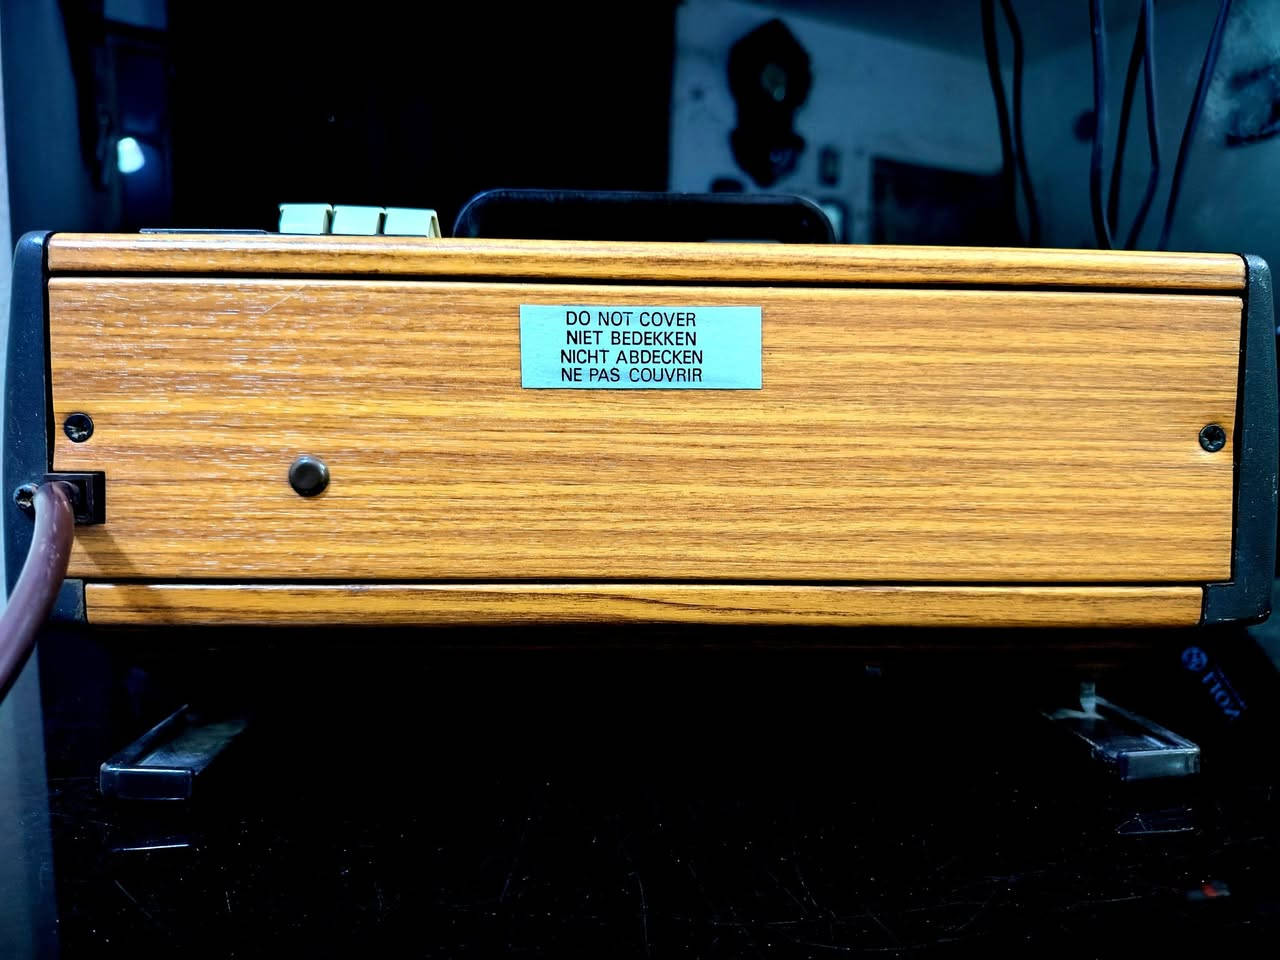 DO NOT COVER
NIET BEDEKKEN
NICHT ABDECKEN
NE PAS COUVRIR